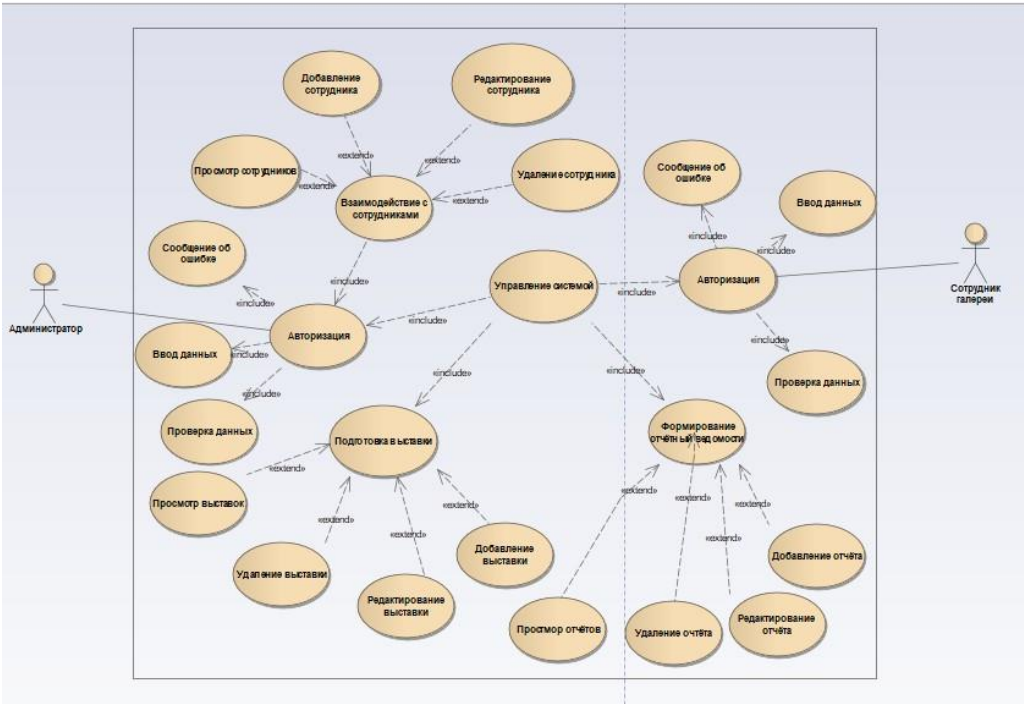 Добавление
сотрудника
Редактирование
сотрудника
«extend»
«extend»
Просмотр сотрудников
«extend»
Удаление сотрудника
«extend»
Взаимодействие с
сотрудниками
Сообщение об
ошибке
Ввод данных
«include»
«include»
Авторизация
Сотрудник
галереи
Сообщение об
ошибке
«include»
Управление системой
«include»
Администратор
«include»
«include»
Авторизация
Ввод данных
«include»
«include»
Проверка данных
«include»
«include»
«include»
Проверка данных
Подготовка выставки
Формирование
отчётный ведомости
«extend»
Просмотр выставок
«extend»
«extend»
«extend»
Удаление выставки
Редактирование
выставки
Добавление
выставки
«extend»
«extend»
«extend»
«extend»
Добавление отчёта
Простмор отчётов
Удаление очтёта
Редактирование
отчёта